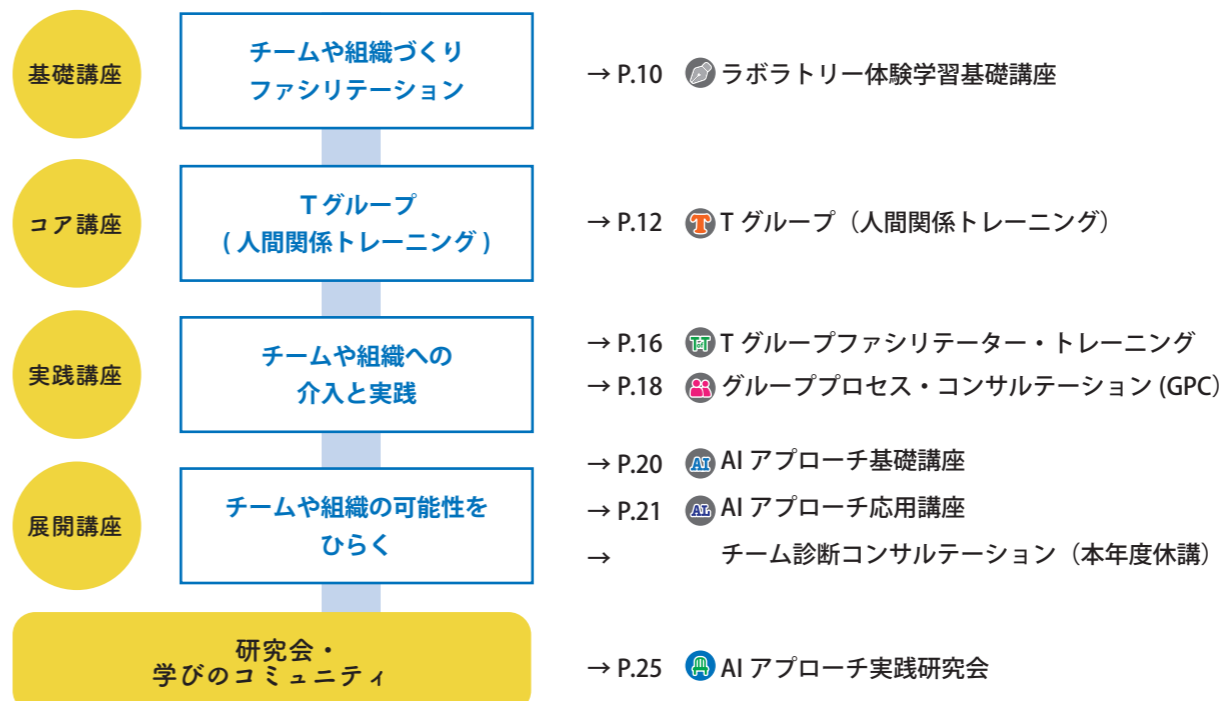 基礎講座
チームや組織づくり
ファシリテーション
→ P.10 ラボラトリー体験学習基礎講座
コア講座
Tグループ
(人間関係トレーニング)
→ P.12 T Tグループ（人間関係トレーニング）
実践講座
チームや組織への
介入と実践
→ P.16 Tグループファシリテーター・トレーニング
→ P.18 グループプロセス・コンサルテーション (GPC)
展開講座
チームや組織の可能性を
ひらく
→ P.20 AI AIアプローチ基礎講座
→ P.21 AI AIアプローチ応用講座
→ チーム診断コンサルテーション（本年度休講）
研究会・
学びのコミュニティ
→ P.25 AIアプローチ実践研究会